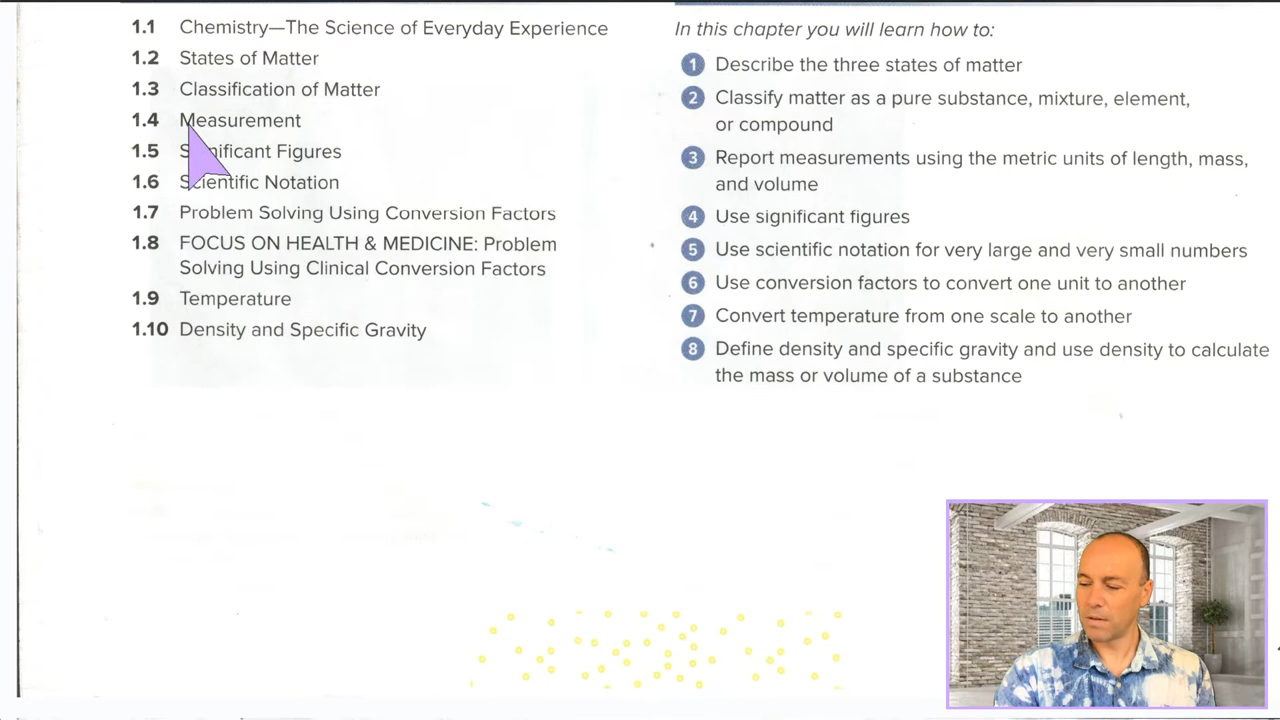 1.1 Chemistry—The Science of Everyday Experience
1.2 States of Matter
1.3 Classification of Matter
1.4 Measurement
1.5 Significant Figures
1.6 Scientific Notation
1.7 Problem Solving Using Conversion Factors
1.8 FOCUS ON HEALTH & MEDICINE: Problem
Solving Using Clinical Conversion Factors
1.9 Temperature
1.10 Density and Specific Gravity
In this chapter you will learn how to:
1 Describe the three states of matter
2 Classify matter as a pure substance, mixture, element,
or compound
3 Report measurements using the metric units of length, mass,
and volume
4 Use significant figures
5 Use scientific notation for very large and very small numbers
6 Use conversion factors to convert one unit to another
7 Convert temperature from one scale to another
8 Define density and specific gravity and use density to calculate
the mass or volume of a substance